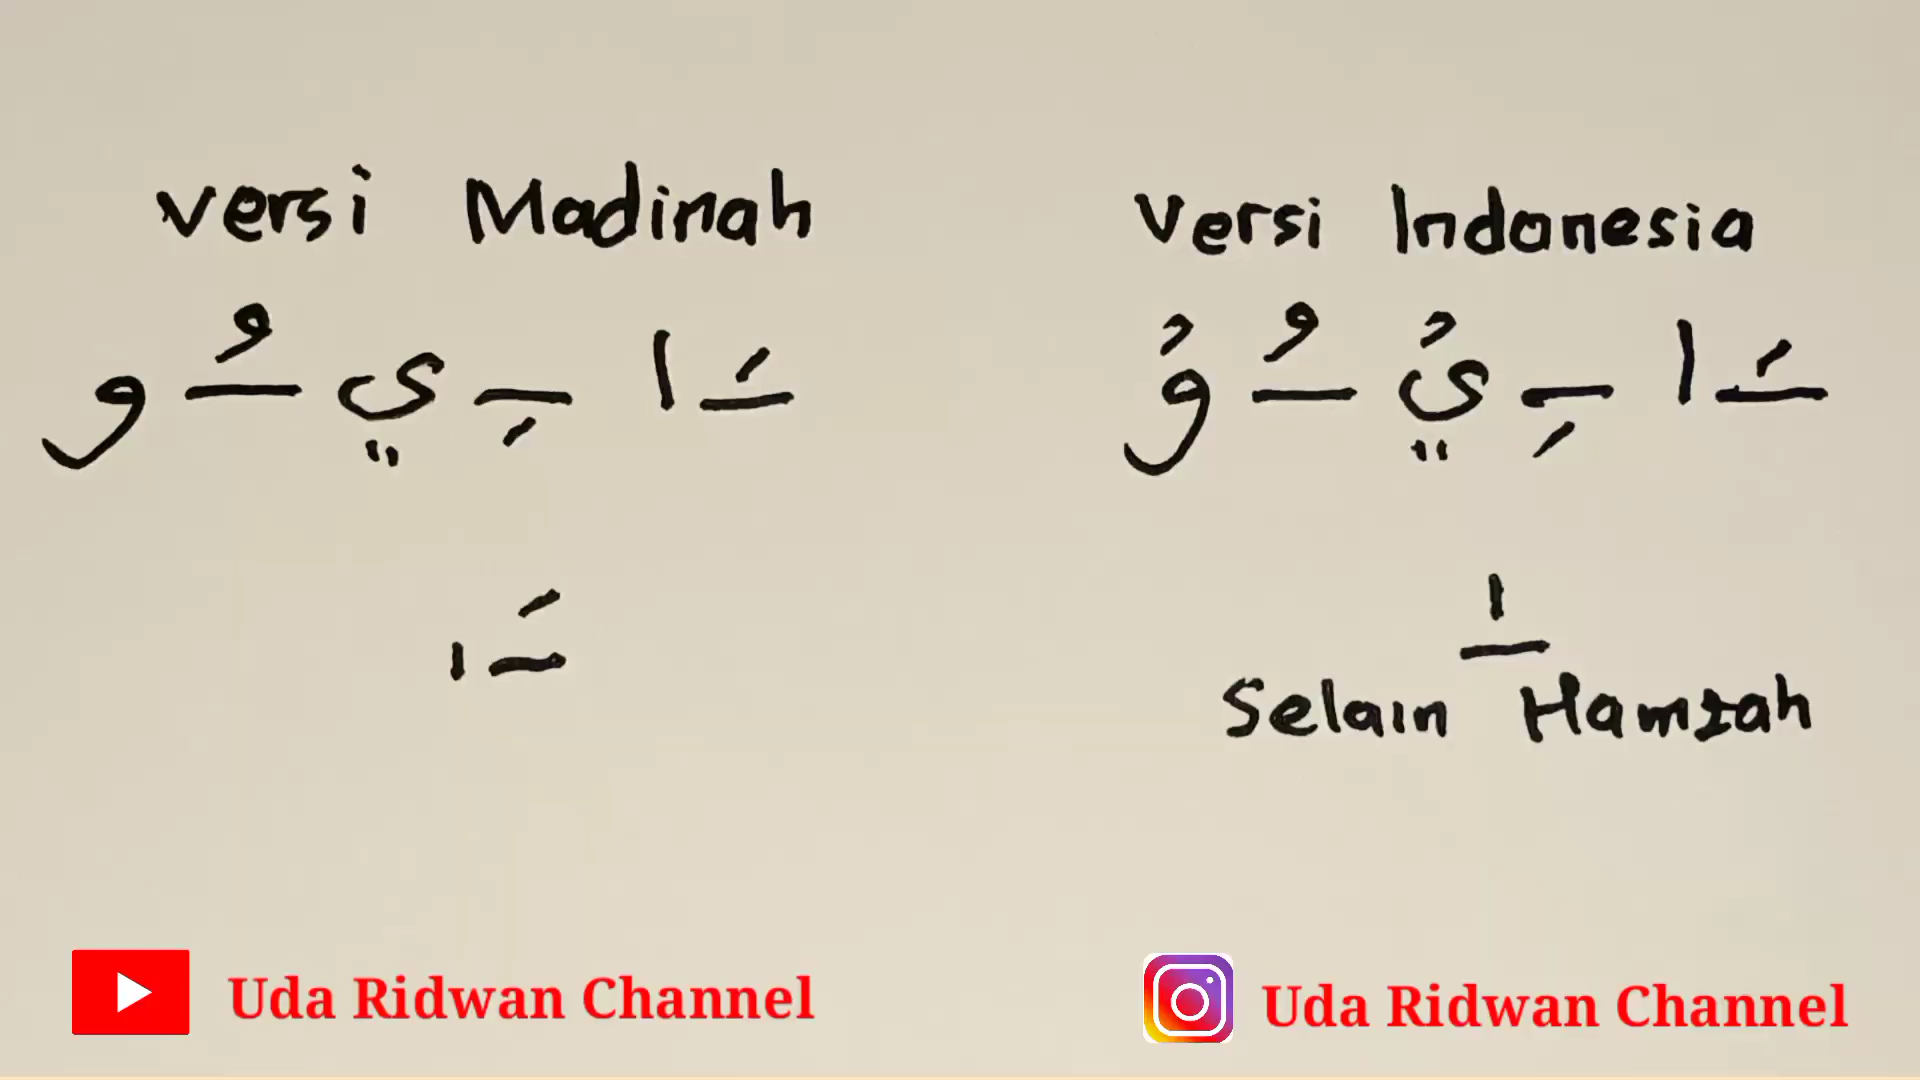 Versi Madinah
ـَا ـِي ـُو
ـَ ا
Versi Indonesia
ـَا ـِيْ ـُوْ
ـٰ
Selain Hamzah
Uda Ridwan Channel
Uda Ridwan Channel